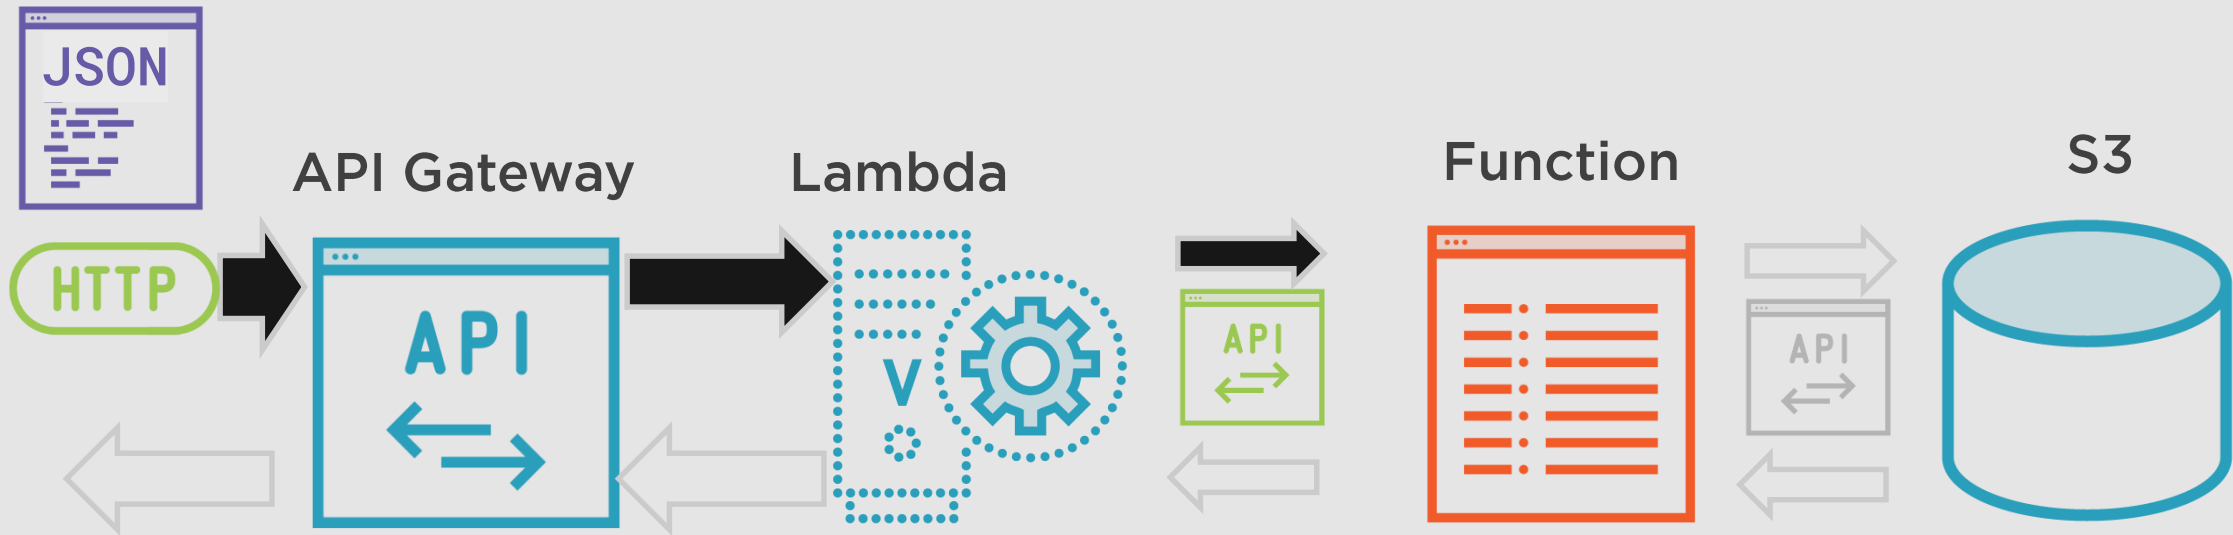 JSON
API Gateway
Lambda
Function
S3
HTTP
API
V
API
API